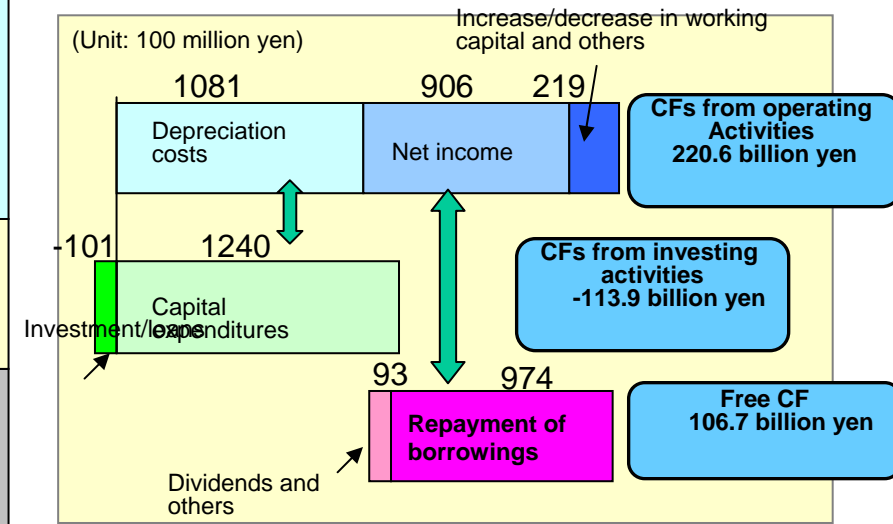 (Unit: 100 million yen)
Increase/decrease in working
capital and others
1081
906
219
Depreciation
costs
Net income
CFs from operating
Activities
220.6 billion yen
-101
1240
Capital
expenditures
Investment/loans
CFs from investing
activities
-113.9 billion yen
93
974
Repayment of
borrowings
Dividends and
others
Free CF
106.7 billion yen